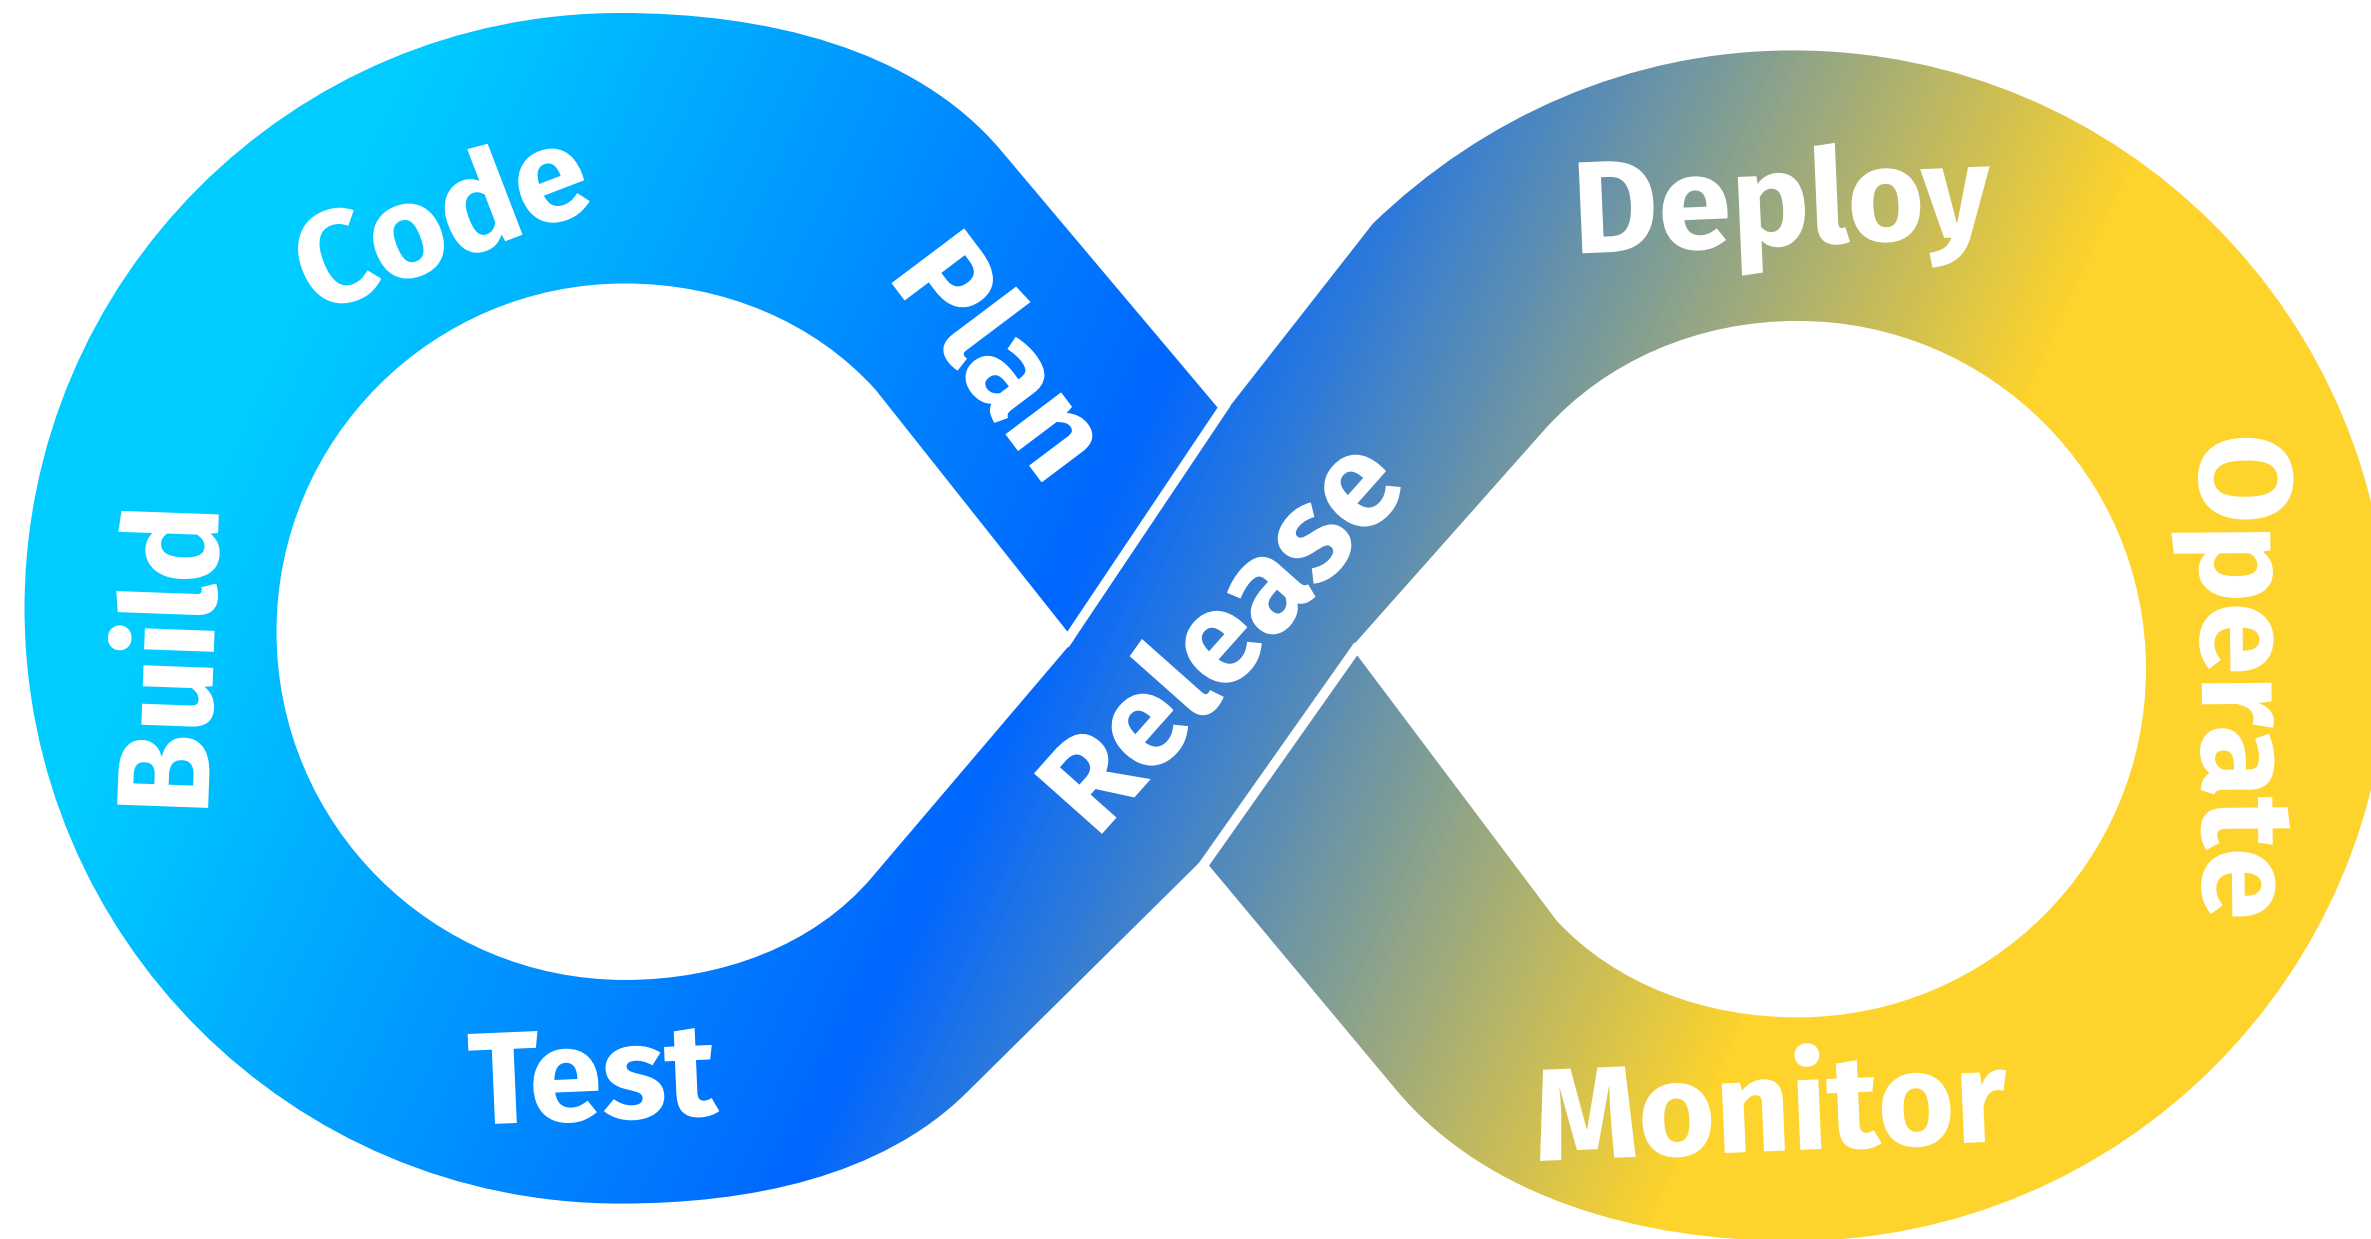 Plan
Code
Build
Test
Release
Deploy
Operate
Monitor